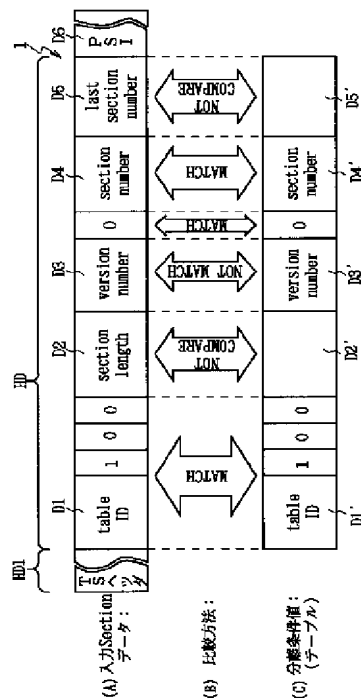 1
HD1
HD
D1
D2
D3
D4
D5
D6
(A) 入力Section
データ：
TSヘッダ
table
ID
1
0
0
section
length
version
number
0
section
number
last
section
number
PSI
(B) 比較方法：
MATCH
NOT
COMPARE
NOT MATCH
MATCH
MATCH
NOT
COMPARE
(C) 分離条件値：
(テーブル)
table
ID
1
0
0
version
number
0
section
number
D1'
D2'
D3'
D4'
D5'